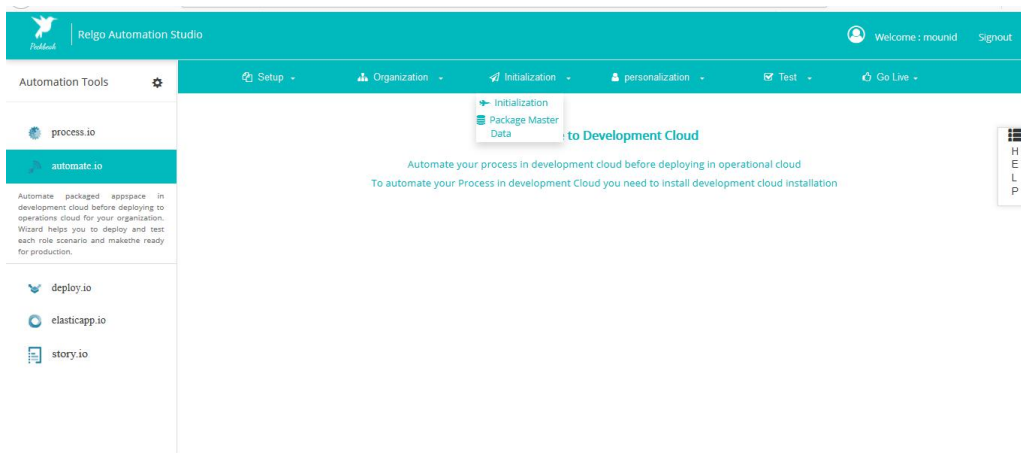 Relgo Automation Studio
Welcome : mounid
Signout
Automation Tools
Setup
Organization
Initialization
personalization
Test
Go Live
Initialization
Package Master
Data
to Development Cloud
Automate your process in development cloud before deploying in operational cloud
To automate your Process in development Cloud you need to install development cloud installation
H
E
L
P
process.io
automate.io
Automate packaged appspace in
development cloud before deploying to
operations cloud for your organization.
Wizard helps you to deploy and test
each role scenario and makethe ready
for production.
deploy.io
elasticapp.io
story.io